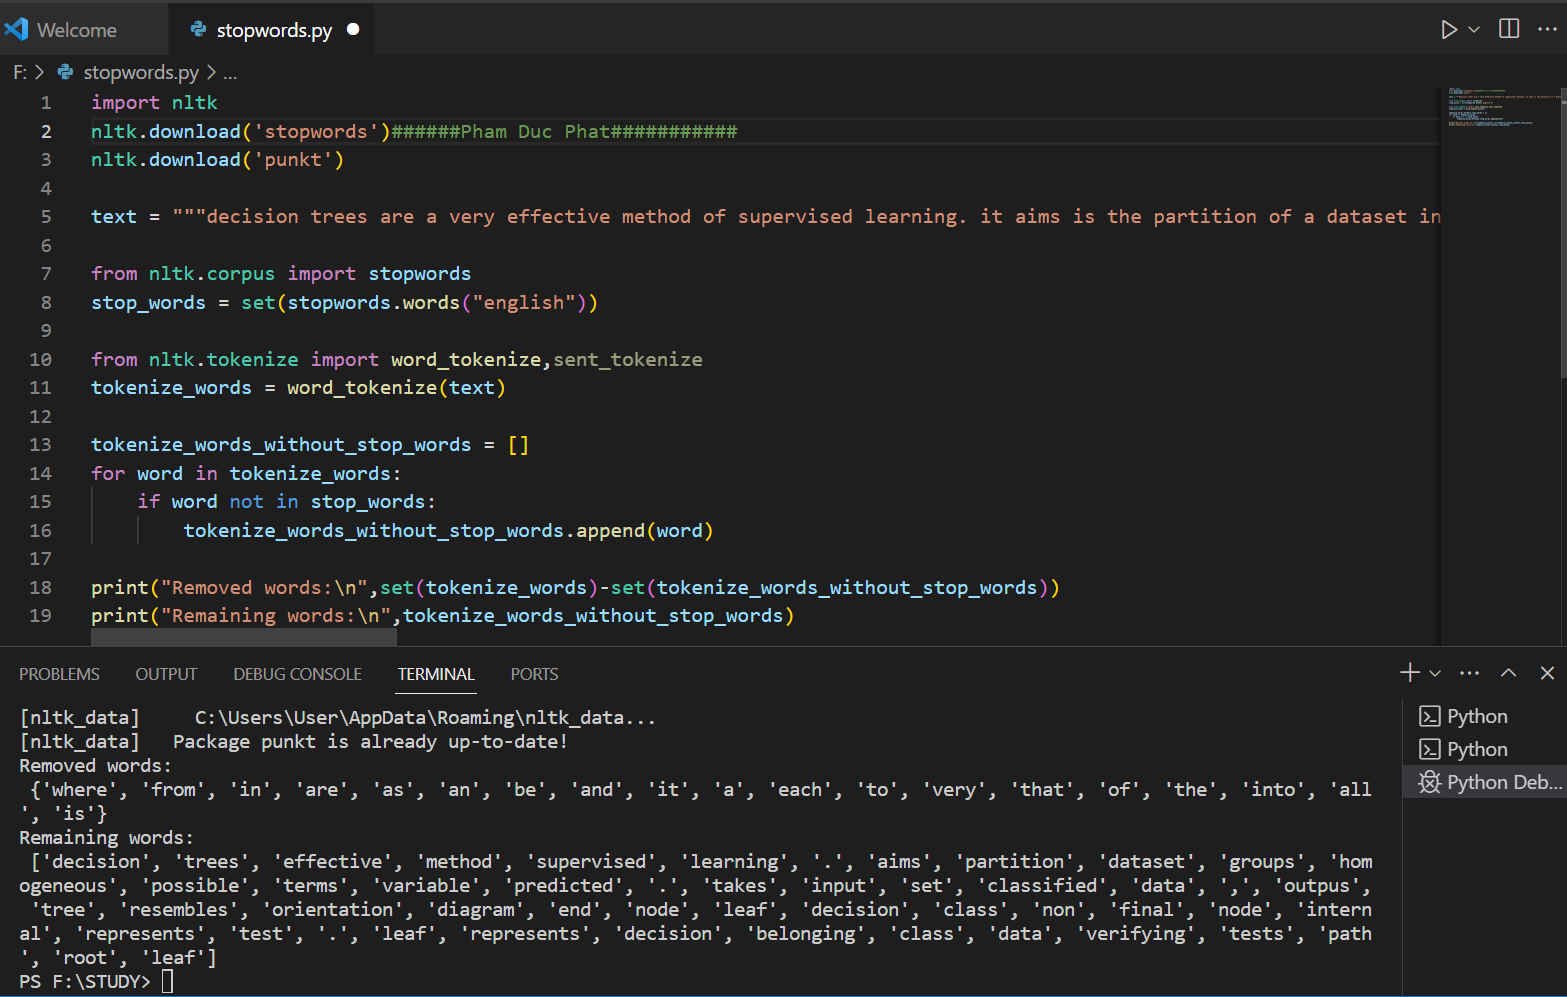 Welcome
stopwords.py
F: > stopwords.py > ...
1 import nltk
2 nltk.download('stopwords')######Pham Duc Phat###########
3 nltk.download('punkt')
4
5 text = """decision trees are a very effective method of supervised learning. it aims is the partition of a dataset in
6
7 from nltk.corpus import stopwords
8 stop_words = set(stopwords.words("english"))
9
10 from nltk.tokenize import word_tokenize,sent_tokenize
11 tokenize_words = word_tokenize(text)
12
13 tokenize_words_without_stop_words = []
14 for word in tokenize_words:
15     if word not in stop_words:
16         tokenize_words_without_stop_words.append(word)
17
18 print("Removed words:\n",set(tokenize_words)-set(tokenize_words_without_stop_words))
19 print("Remaining words:\n",tokenize_words_without_stop_words)
PROBLEMS OUTPUT DEBUG CONSOLE TERMINAL PORTS
[nltk_data]     C:\Users\User\AppData\Roaming\nltk_data...
[nltk_data]   Package punkt is already up-to-date!
Removed words:
 {'where', 'from', 'in', 'are', 'as', 'an', 'be', 'and', 'it', 'a', 'each', 'to', 'very', 'that', 'of', 'the', 'into', 'all
', 'is'}
Remaining words:
 ['decision', 'trees', 'effective', 'method', 'supervised', 'learning', '.', 'aims', 'partition', 'dataset', 'groups', 'hom
ogeneous', 'possible', 'terms', 'variable', 'predicted', '.', 'takes', 'input', 'set', 'classified', 'data', ',', 'outpus',
 'tree', 'resembles', 'orientation', 'diagram', 'end', 'node', 'leaf', 'decision', 'class', 'non', 'final', 'node', 'intern
al', 'represents', 'test', '.', 'leaf', 'represents', 'decision', 'belonging', 'class', 'data', 'verifying', 'tests', 'path
', 'root', 'leaf']
PS F:\STUDY>
Python
Python
Python Deb...